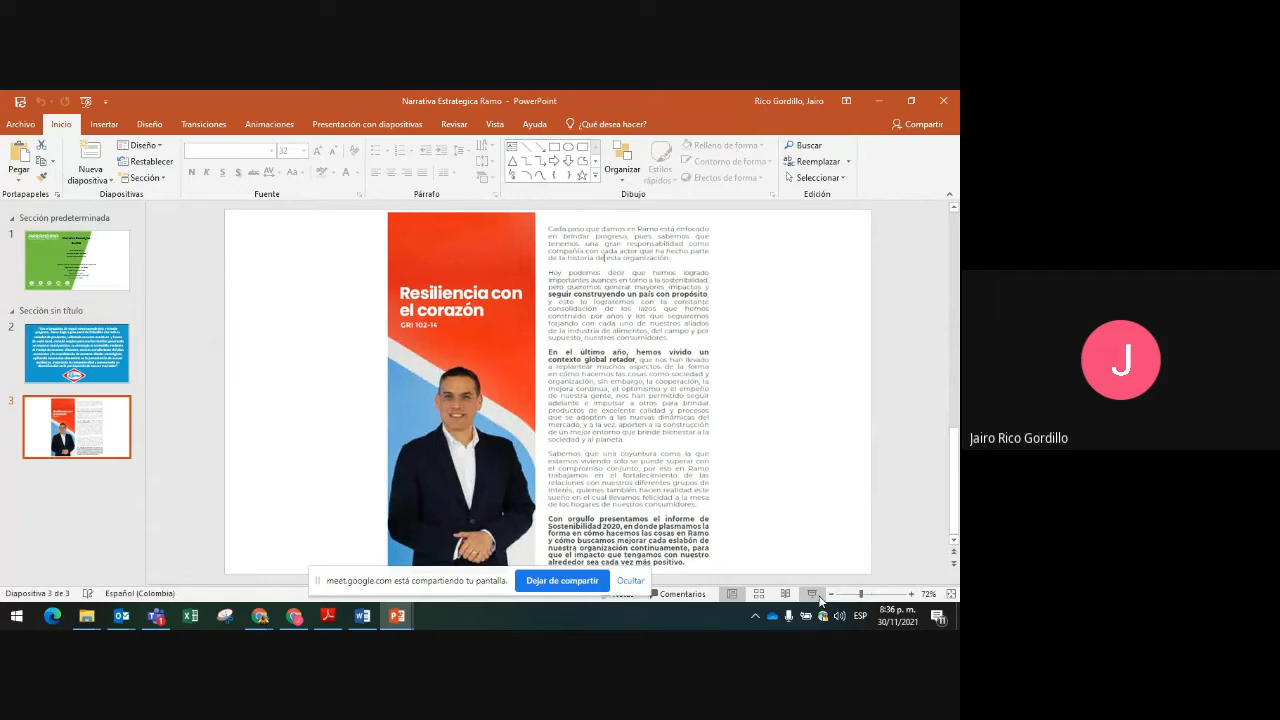 Narrativa Estrategica Ramo - PowerPoint
Rico Gordillo, Jairo
Archivo Inicio Insertar Diseño Transiciones Animaciones Presentación con diapositivas Revisar Vista Ayuda ¿Qué desea hacer? Compartir
Pegar
Nueva
diapositiva
Diseño
Restablecer
Sección
32
N K S S abc AV Aa A
Organizar
Estilos
rápidos
Relleno de forma
Contorno de forma
Efectos de forma
Buscar
Reemplazar
Seleccionar
Portapapeles Diapositivas Fuente Párrafo Dibujo Edición
Sección predeterminada
1
Sección sin título
2
3
Resiliencia con
el corazón
GRI 102-14
Cada paso que damos en Ramo está enfocado
en brindar progreso, pues sabemos que
tenemos una gran responsabilidad como
compañía con cada actor que ha hecho parte
de la historia de esta organización.
Hoy podemos decir que hemos logrado
importantes avances en torno a la sostenibilidad,
pero queremos generar mayores impactos y
seguir construyendo un país con propósito,
y esto lo lograremos con la constante
consolidación de los lazos que hemos
construido por años y los que seguiremos
forjando con cada uno de nuestros aliados
de la industria de alimentos, del campo y por
supuesto, nuestros consumidores.
En el último año, hemos vivido un
contexto global retador, que nos han llevado
a replantear muchos aspectos de la forma
en cómo hacemos las cosas como sociedad y
organización, sin embargo, la cooperación, la
mejora continua, el optimismo y el empeño
de nuestra gente, nos han permitido seguir
adelante e impulsar a otros para brindar
productos de excelente calidad y procesos
que se adopten a las nuevas dinámicas del
mercado, y a la vez, aporten a la construcción
de un mejor entorno que brinde bienestar a la
sociedad y al planeta.
Sabemos que una coyuntura como la que
estamos viviendo solo se puede superar con
el compromiso conjunto, por eso en Ramo
trabajamos en el fortalecimiento de las
relaciones con nuestros diferentes grupos de
interés, quienes también hacen realidad este
sueño en el cual llevamos felicidad a la mesa
de los hogares de nuestros consumidores.
Con orgullo presentamos el informe de
Sostenibilidad 2020, en donde plasmamos la
forma en cómo hacemos las cosas en Ramo
y cómo buscamos mejorar cada eslabón de
nuestra organización continuamente, para
que el impacto que tengamos con nuestro
alrededor sea cada vez más positivo.
meet.google.com está compartiendo tu pantalla. Dejar de compartir Ocultar
Diapositiva 3 de 3 Español (Colombia) Comentarios 72%
ESP
8:36 p. m.
30/11/2021
J
Jairo Rico Gordillo